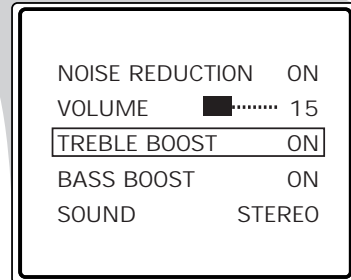 NOISE REDUCTION ON
VOLUME 15
TREBLE BOOST ON
BASS BOOST ON
SOUND STEREO